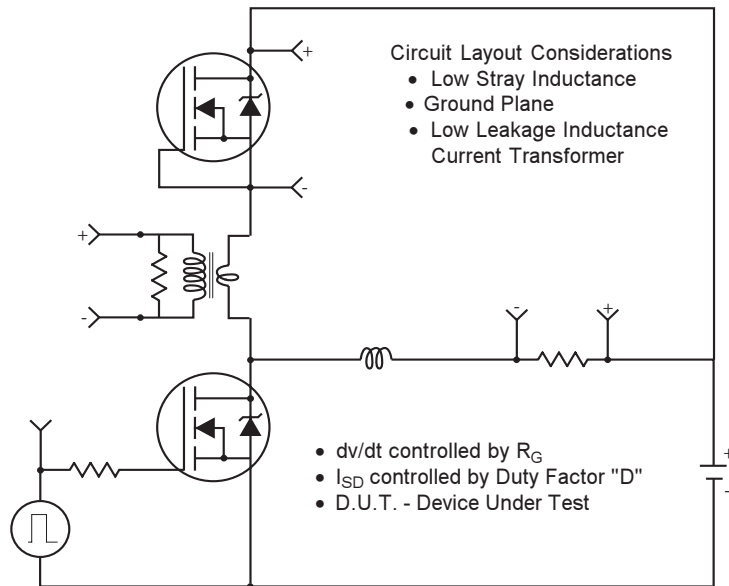 +
Circuit Layout Considerations
• Low Stray Inductance
• Ground Plane
• Low Leakage Inductance
Current Transformer
-
+
-
-
+
• dv/dt controlled by RG
• ISD controlled by Duty Factor "D"
• D.U.T. - Device Under Test
+
-